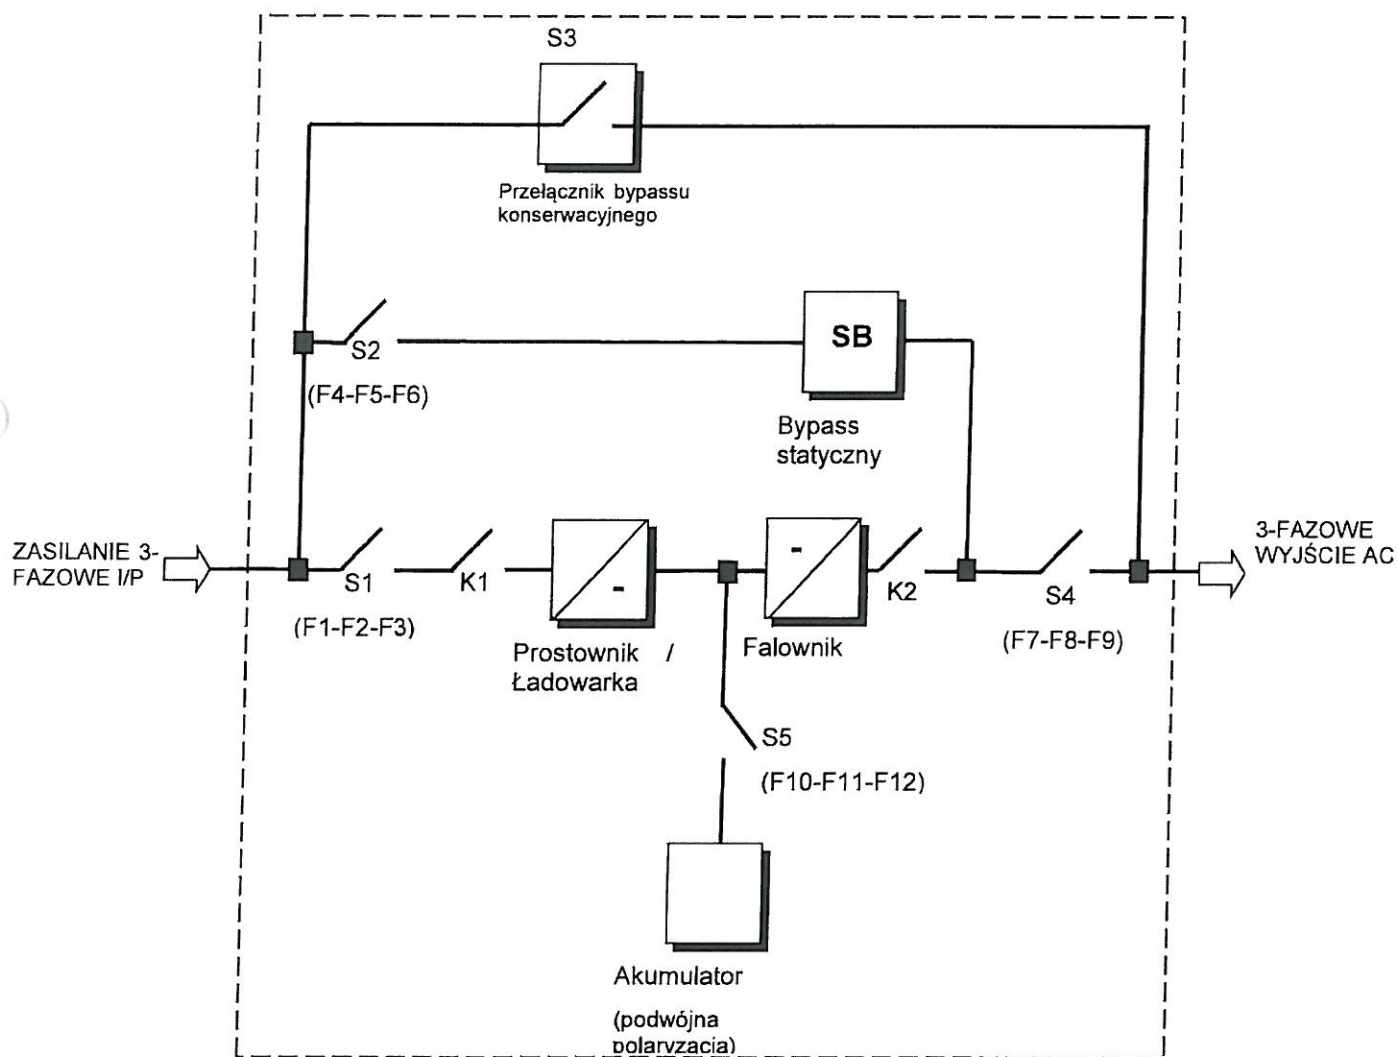 S3
Przełącznik bypassu
konserwacyjnego
S2
(F4-F5-F6)
SB
Bypass
statyczny
ZASILANIE 3-
FAZOWE I/P
S1
(F1-F2-F3)
K1
-
Prostownik /
Ładowarka
-
Falownik
K2
S4
(F7-F8-F9)
3-FAZOWE
WYJŚCIE AC
S5
(F10-F11-F12)
Akumulator
(podwójna
polaryzacja)